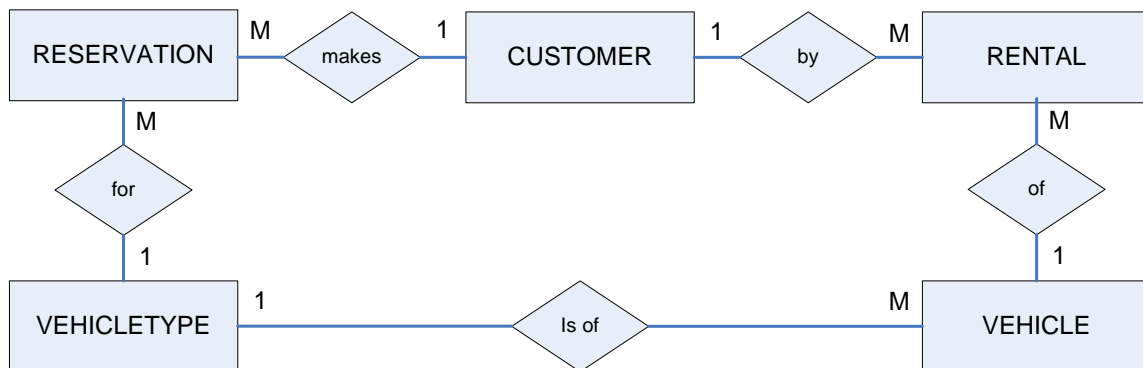 RESERVATION M makes 1 CUSTOMER 1 by M RENTAL
M M
for of
1 1
VEHICLETYPE 1 Is of M VEHICLE